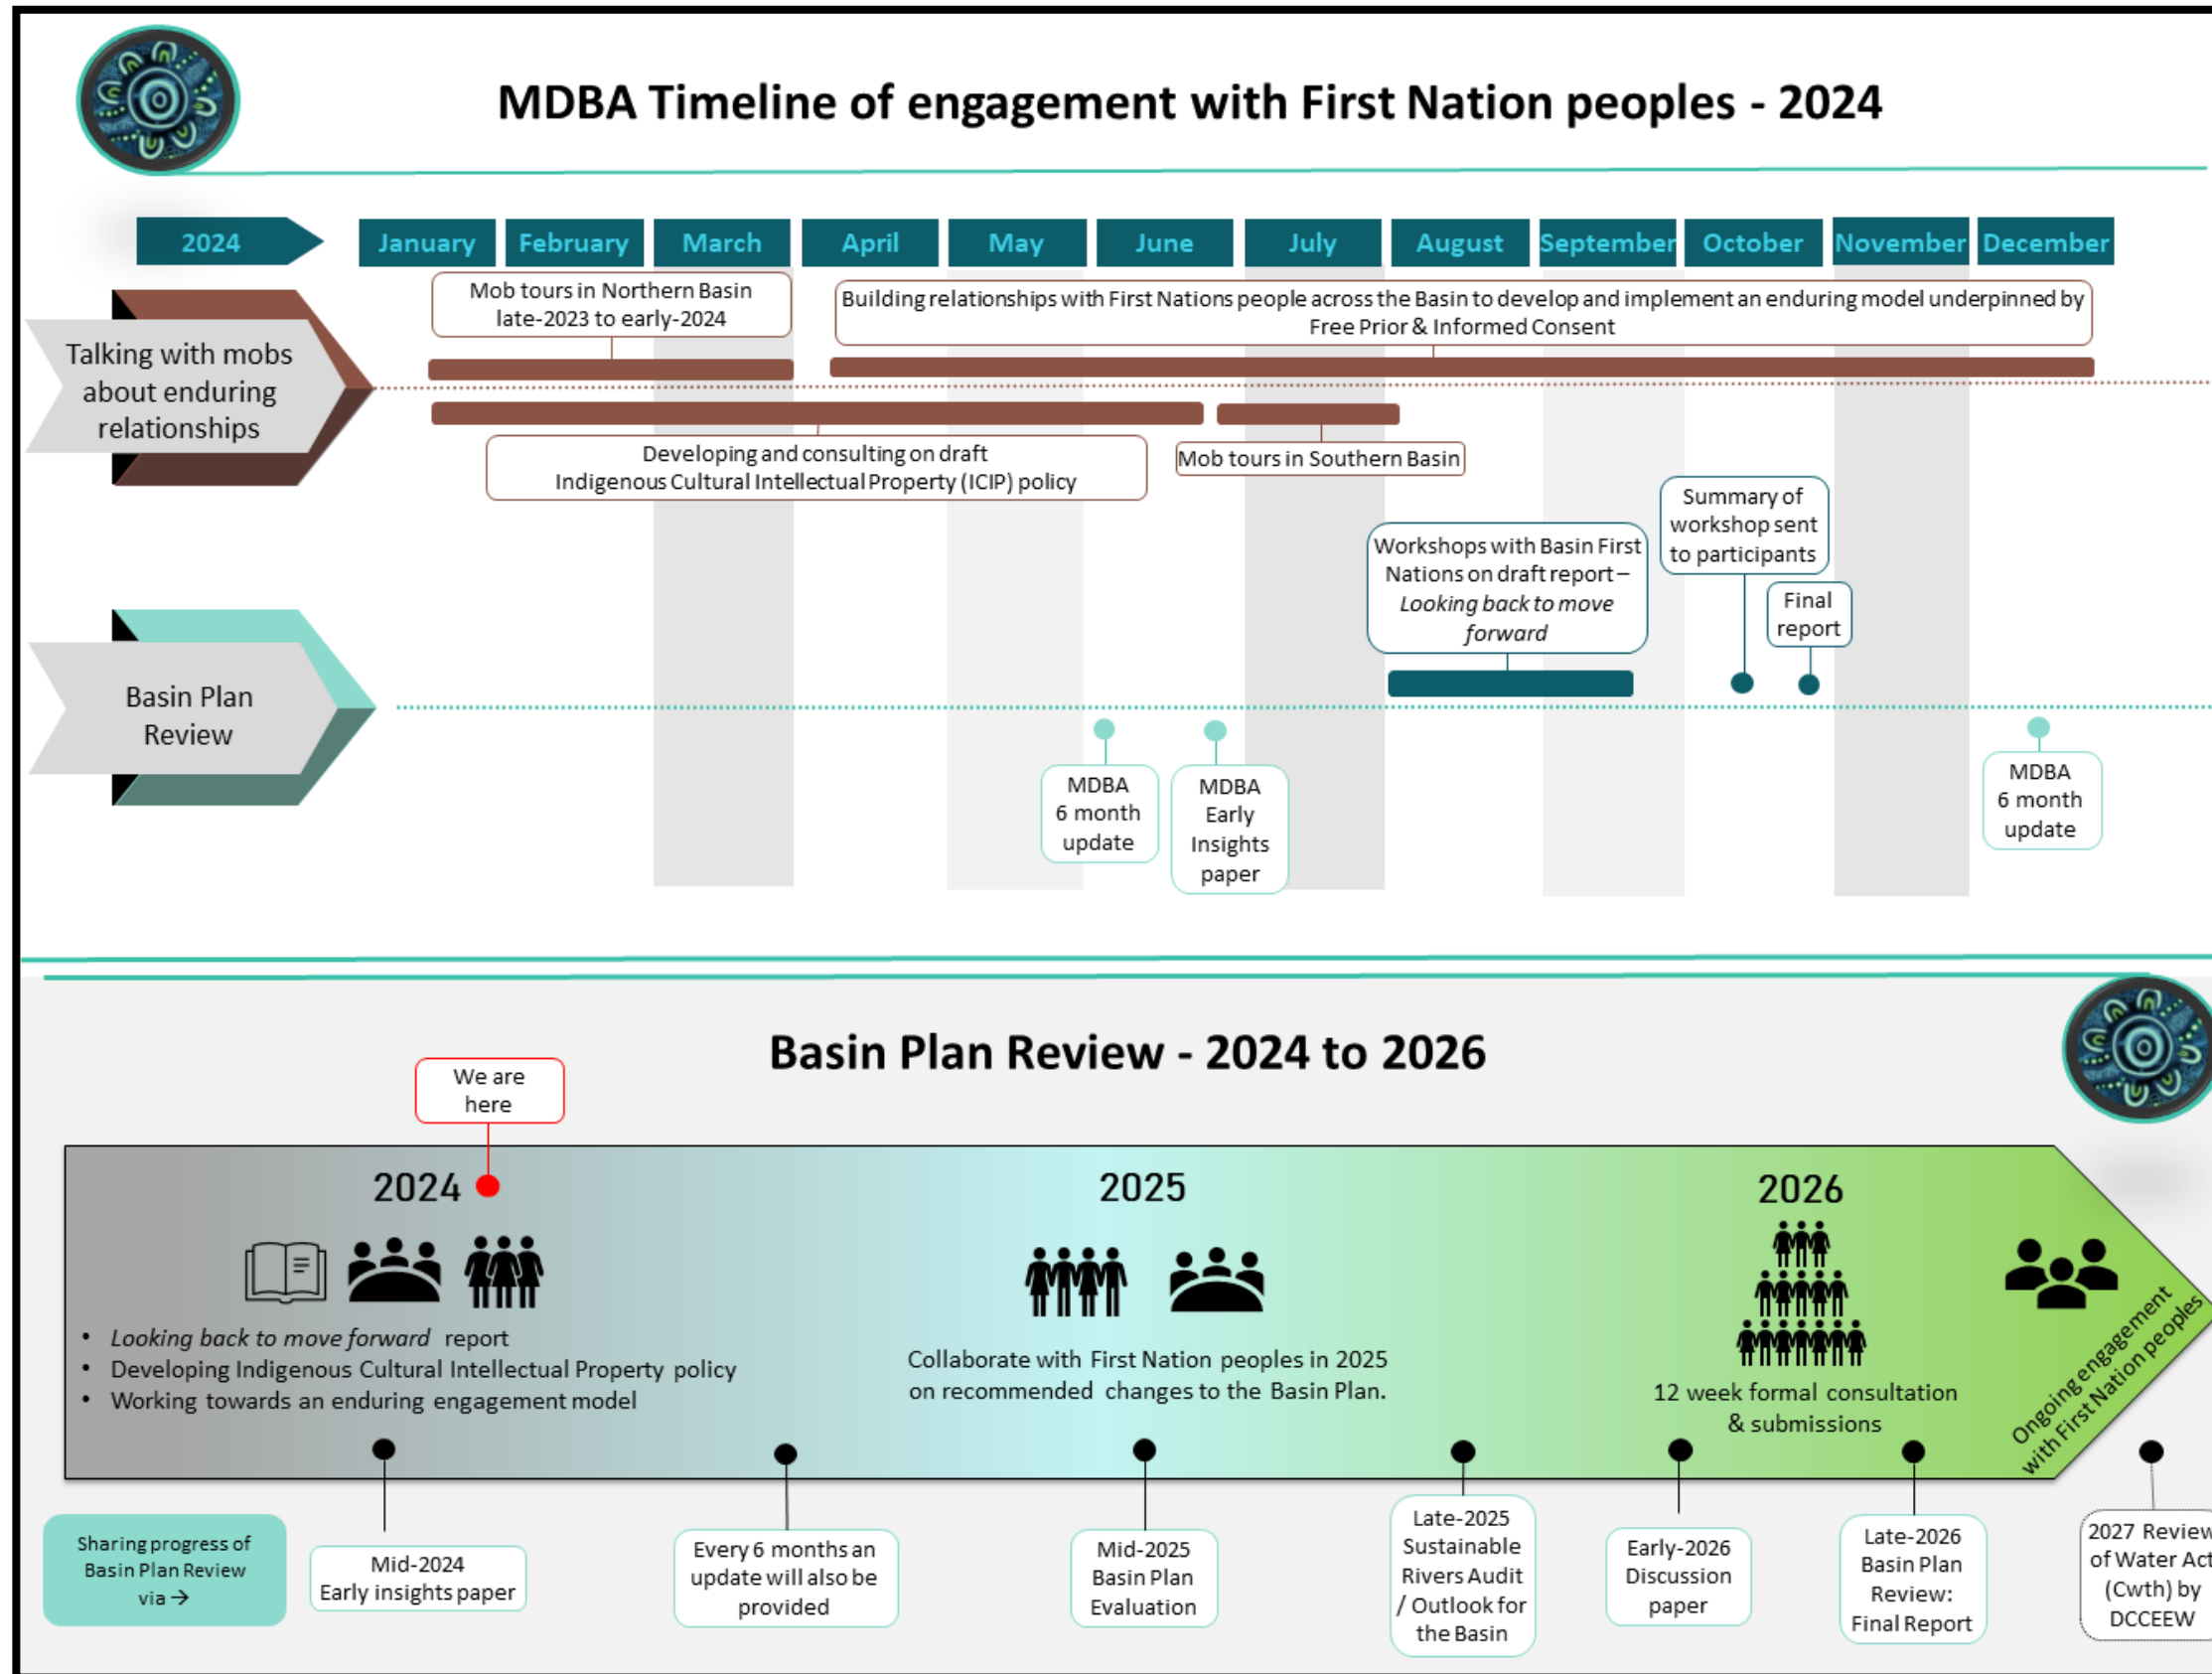 MDBA Timeline of engagement with First Nation peoples - 2024
2024
January
February
March
April
May
June
July
August
September
October
November
December
Talking with mobs
about enduring
relationships
Mob tours in Northern Basin
late-2023 to early-2024
Building relationships with First Nations people across the Basin to develop and implement an enduring model underpinned by
Free Prior & Informed Consent
Developing and consulting on draft
Indigenous Cultural Intellectual Property (ICIP) policy
Mob tours in Southern Basin
Basin Plan
Review
Workshops with Basin First
Nations on draft report –
Looking back to move
forward
Summary of
workshop sent
to participants
Final
report
MDBA
6 month
update
MDBA
Early
Insights
paper
MDBA
6 month
update
Basin Plan Review - 2024 to 2026
We are
here
2024
• Looking back to move forward report
• Developing Indigenous Cultural Intellectual Property policy
• Working towards an enduring engagement model
2025
Collaborate with First Nation peoples in 2025
on recommended changes to the Basin Plan.
2026
12 week formal consultation
& submissions
Ongoing engagement
with First Nation peoples
Sharing progress of
Basin Plan Review
via →
Mid-2024
Early insights paper
Every 6 months an
update will also be
provided
Mid-2025
Basin Plan
Evaluation
Late-2025
Sustainable
Rivers Audit
/ Outlook for
the Basin
Early-2026
Discussion
paper
Late-2026
Basin Plan
Review:
Final Report
2027 Review
of Water Act
(Cwth) by
DCCEEW